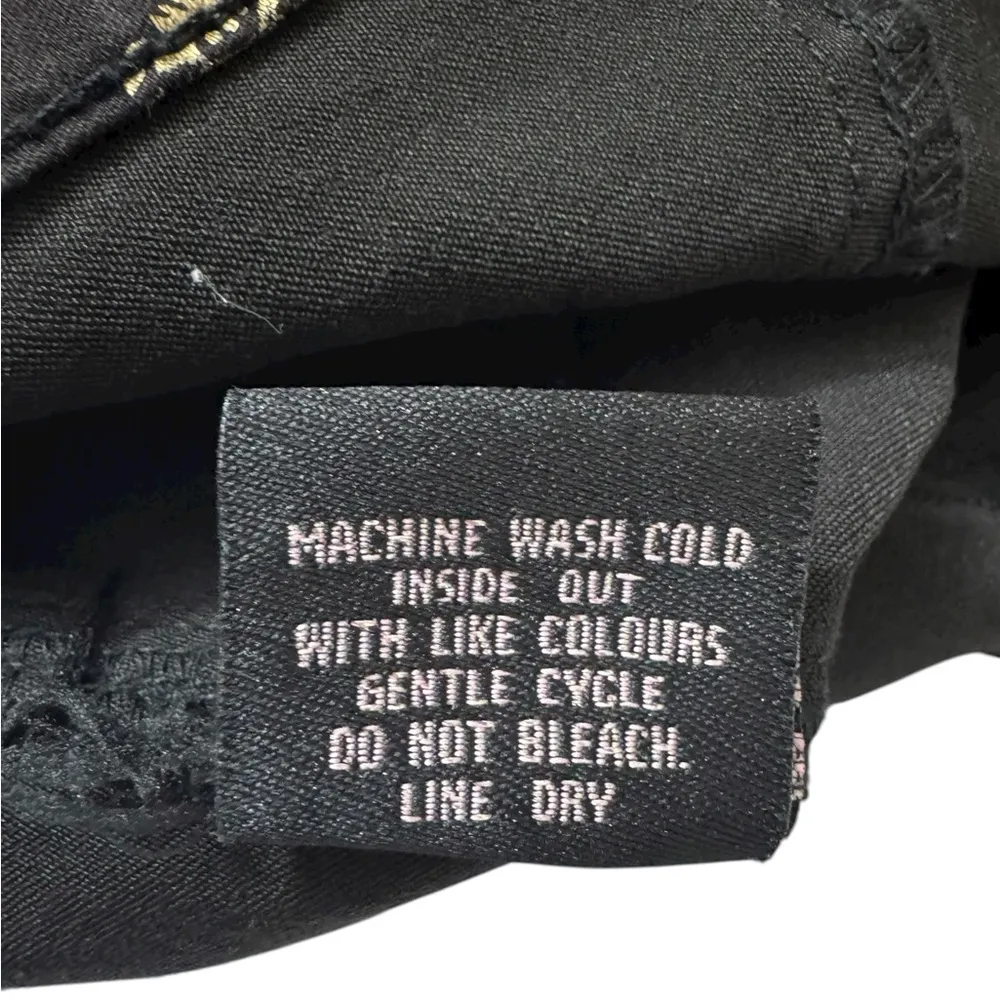 MACHINE WASH COLD
INSIDE OUT
WITH LIKE COLOURS
GENTLE CYCLE
DO NOT BLEACH.
LINE DRY